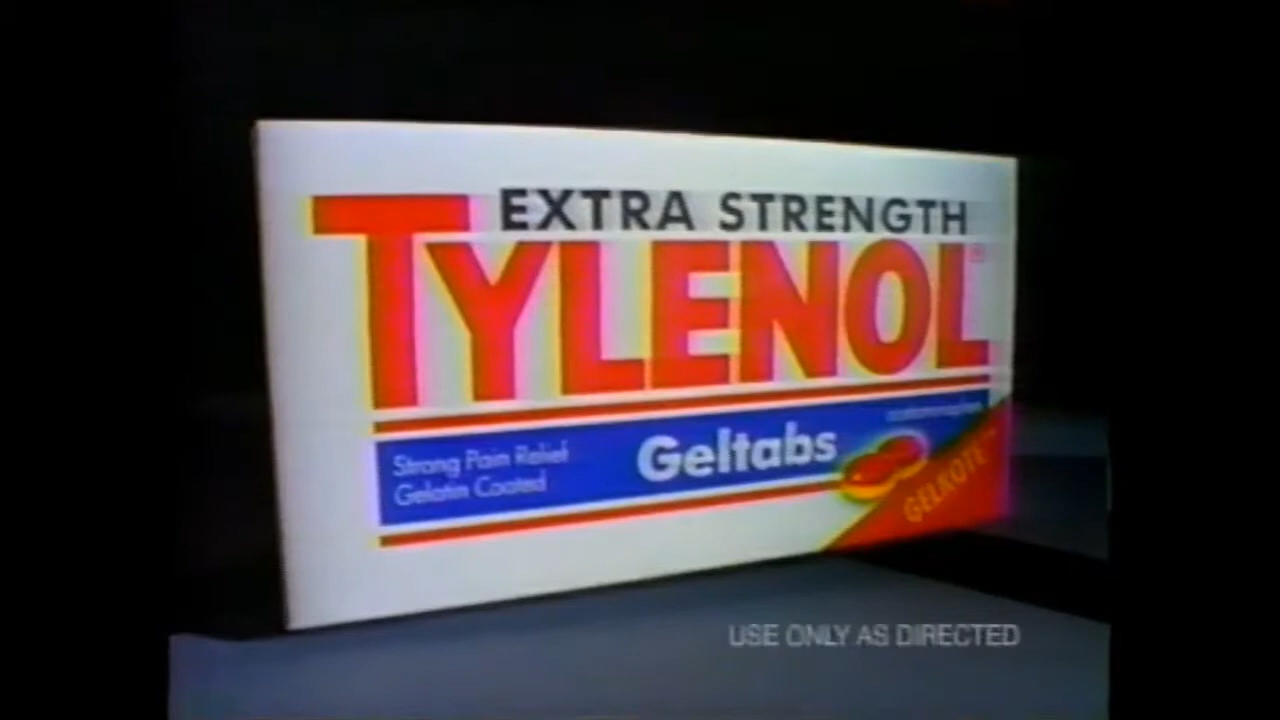 EXTRA STRENGTH
TYLENOL
Geltabs
Strong Pain Relief
Gelatin Coated
GELKOTE
USE ONLY AS DIRECTED